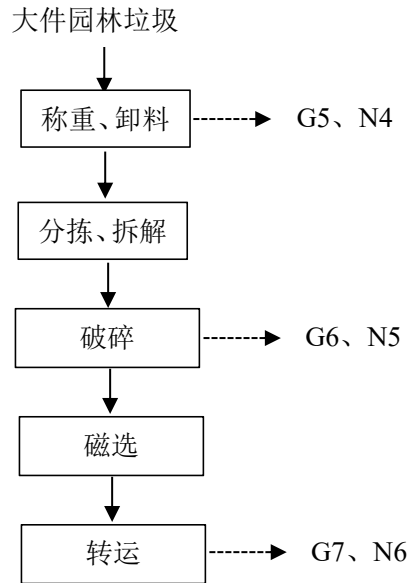 大件园林垃圾
称重、卸料
G5、N4
分拣、拆解
破碎
G6、N5
磁选
转运
G7、N6